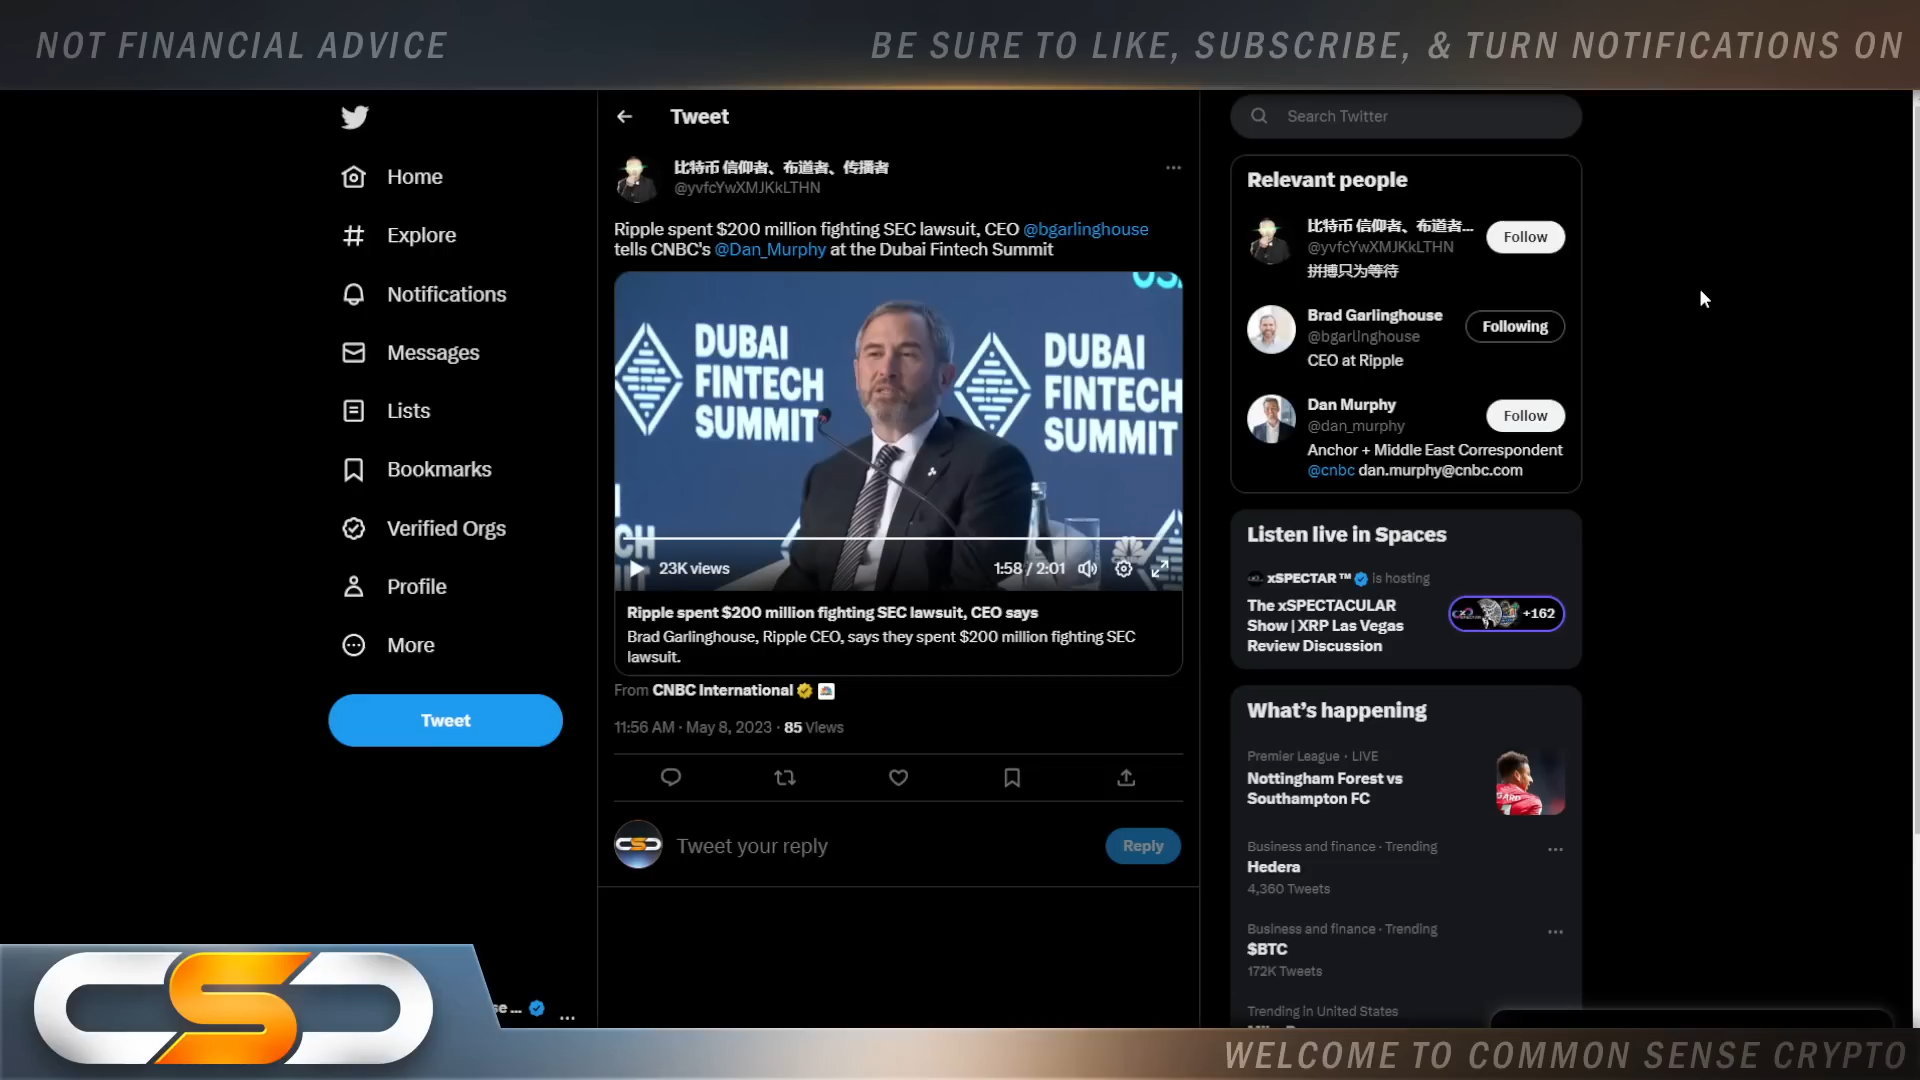 NOT FINANCIAL ADVICE
BE SURE TO LIKE, SUBSCRIBE, & TURN NOTIFICATIONS ON
Home
Explore
Notifications
Messages
Lists
Bookmarks
Verified Orgs
Profile
More
Tweet
se ...
Tweet
比特币 信仰者、布道者、传播者
@yvfcYwXMJKkLTHN
Ripple spent $200 million fighting SEC lawsuit, CEO @bgarlinghouse
tells CNBC's @Dan_Murphy at the Dubai Fintech Summit
DUBAI
FINTECH
SUMMIT
DUBAI
FINTECH
SUMMIT
23K views
1:58 / 2:01
Ripple spent $200 million fighting SEC lawsuit, CEO says
Brad Garlinghouse, Ripple CEO, says they spent $200 million fighting SEC
lawsuit.
From CNBC International
11:56 AM · May 8, 2023 · 85 Views
Tweet your reply
Reply
Search Twitter
Relevant people
比特币 信仰者、布道者...
@yvfcYwXMJKkLTHN
拼搏只为等待
Follow
Brad Garlinghouse
@bgarlinghouse
CEO at Ripple
Following
Dan Murphy
@dan_murphy
Follow
Anchor + Middle East Correspondent
@cnbc dan.murphy@cnbc.com
Listen live in Spaces
xSPECTAR™ is hosting
The xSPECTACULAR
Show | XRP Las Vegas
Review Discussion
+162
What's happening
Premier League · LIVE
Nottingham Forest vs
Southampton FC
Business and finance · Trending
Hedera
4,360 Tweets
Business and finance · Trending
$BTC
172K Tweets
Trending in United States
CSC
WELCOME TO COMMON SENSE CRYPTO